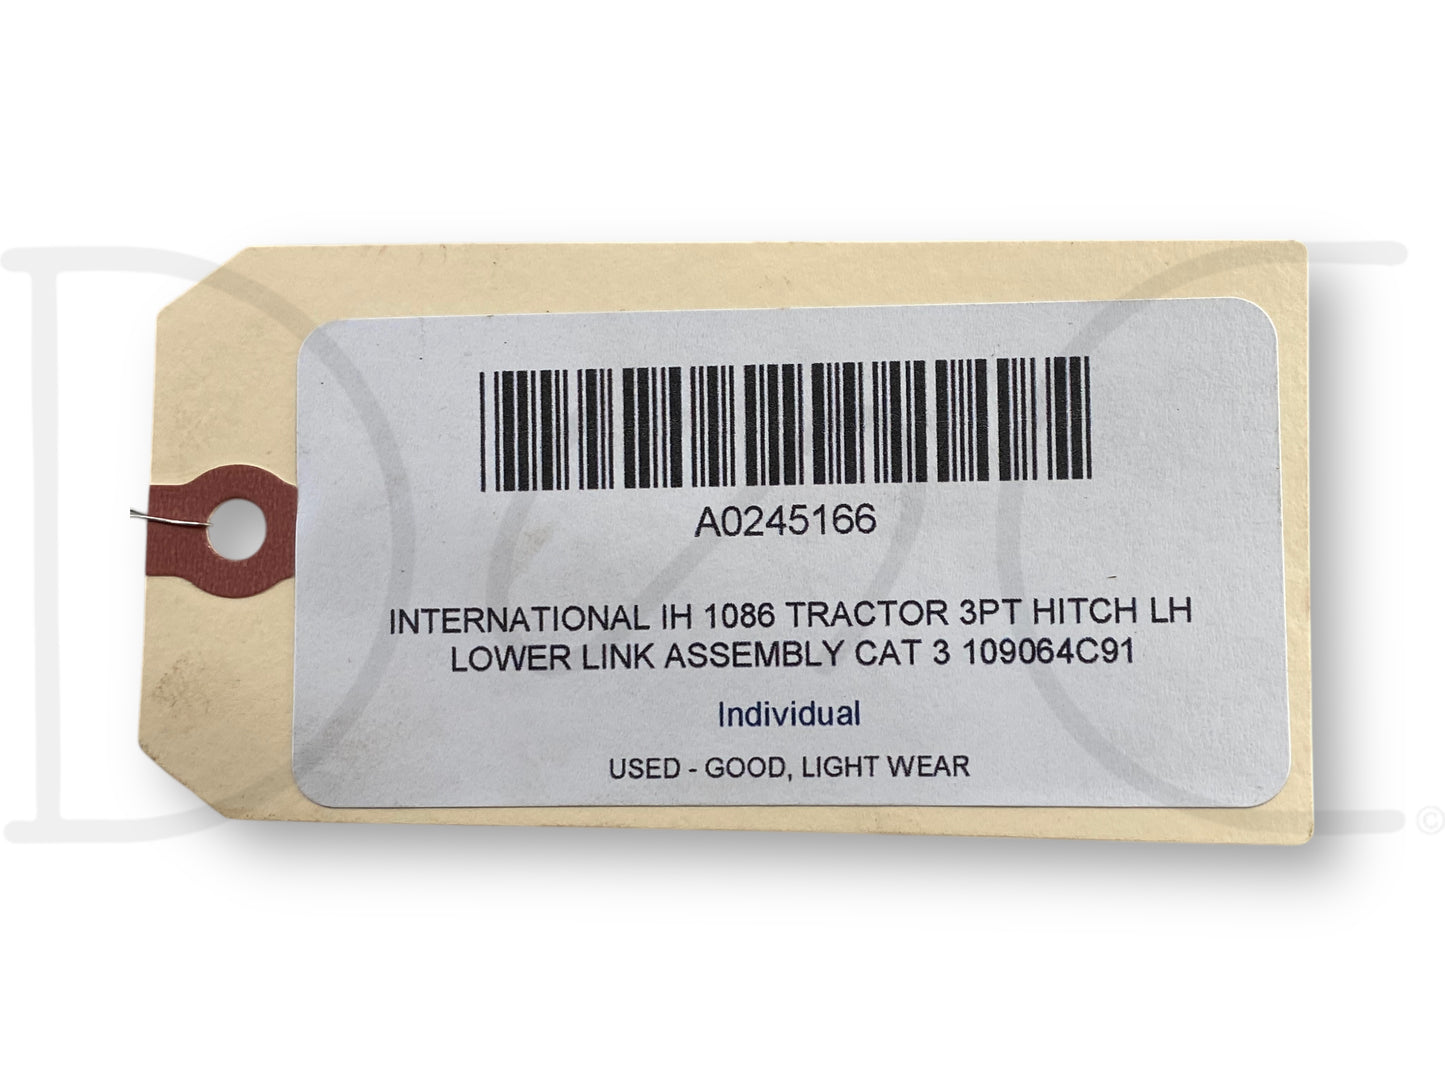 A0245166
INTERNATIONAL IH 1086 TRACTOR 3PT HITCH LH
LOWER LINK ASSEMBLY CAT 3 109064C91
Individual
USED - GOOD, LIGHT WEAR
©